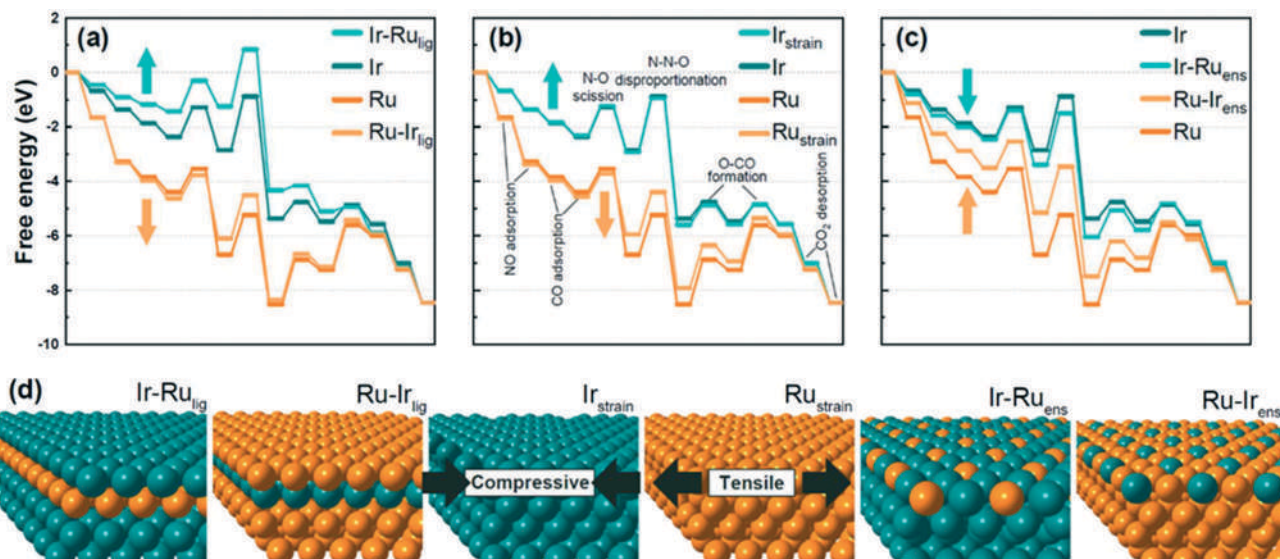 Free energy (eV)
2
0
-2
-4
-6
-8
-10
(a)
Ir-Ru_lig
Ir
Ru
Ru-Ir_lig
(b)
Ir_strain
Ir
Ru
Ru_strain
N-O
scission
N-N-O
disproportionation
NO adsorption
CO adsorption
O-CO
formation
CO₂ desorption
(c)
Ir
Ir-Ru_ens
Ru-Ir_ens
Ru
(d)
Ir-Ru_lig
Ru-Ir_lig
Ir_strain
Ru_strain
Ir-Ru_ens
Ru-Ir_ens
Compressive
Tensile